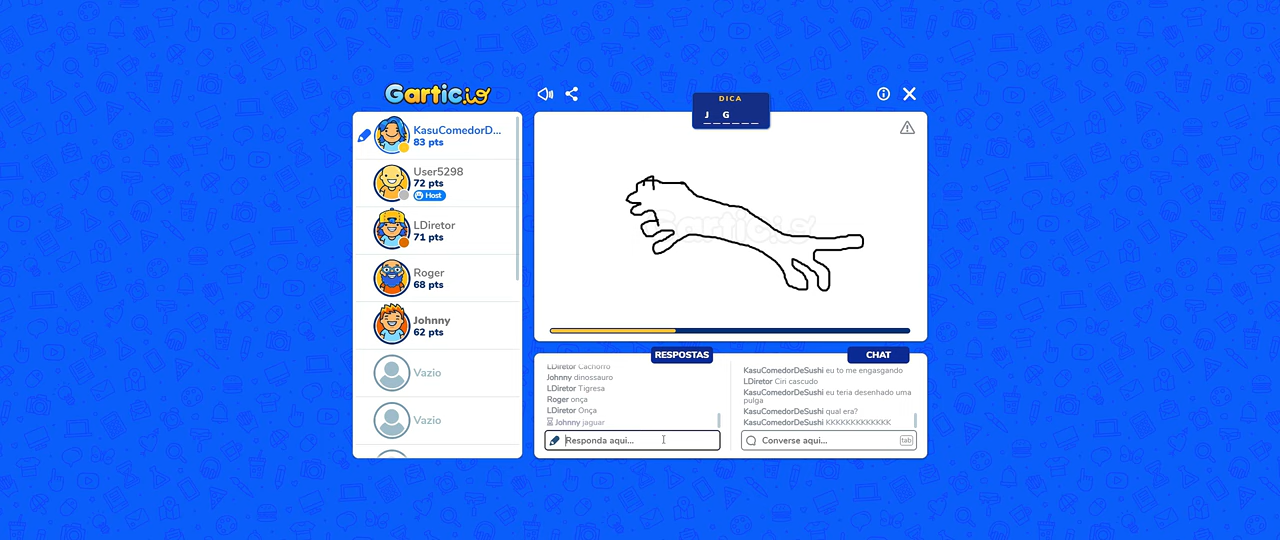 Gartic.io
DICA
J G
KasuComedorD...
83 pts
User5298
72 pts
Host
LDiretor
71 pts
Roger
68 pts
Johnny
62 pts
Vazio
Vazio
Gartic.io
RESPOSTAS
LDiretor Cachorro
Johnny dinossauro
LDiretor Tigresa
Roger onça
LDiretor Onça
Johnny jaguar
Responda aqui...
CHAT
KasuComedorDeSushi eu to me engasgando
LDiretor Ciri cascudo
KasuComedorDeSushi eu teria desenhado uma
pulga
KasuComedorDeSushi qual era?
KasuComedorDeSushi KKKKKKKKKKKKK
Converse aqui...
tab